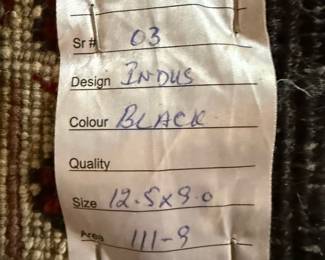 Sr # 03
Design INDUS
Colour BLACK
Quality
Size 12.5x9.0
Area 111-9